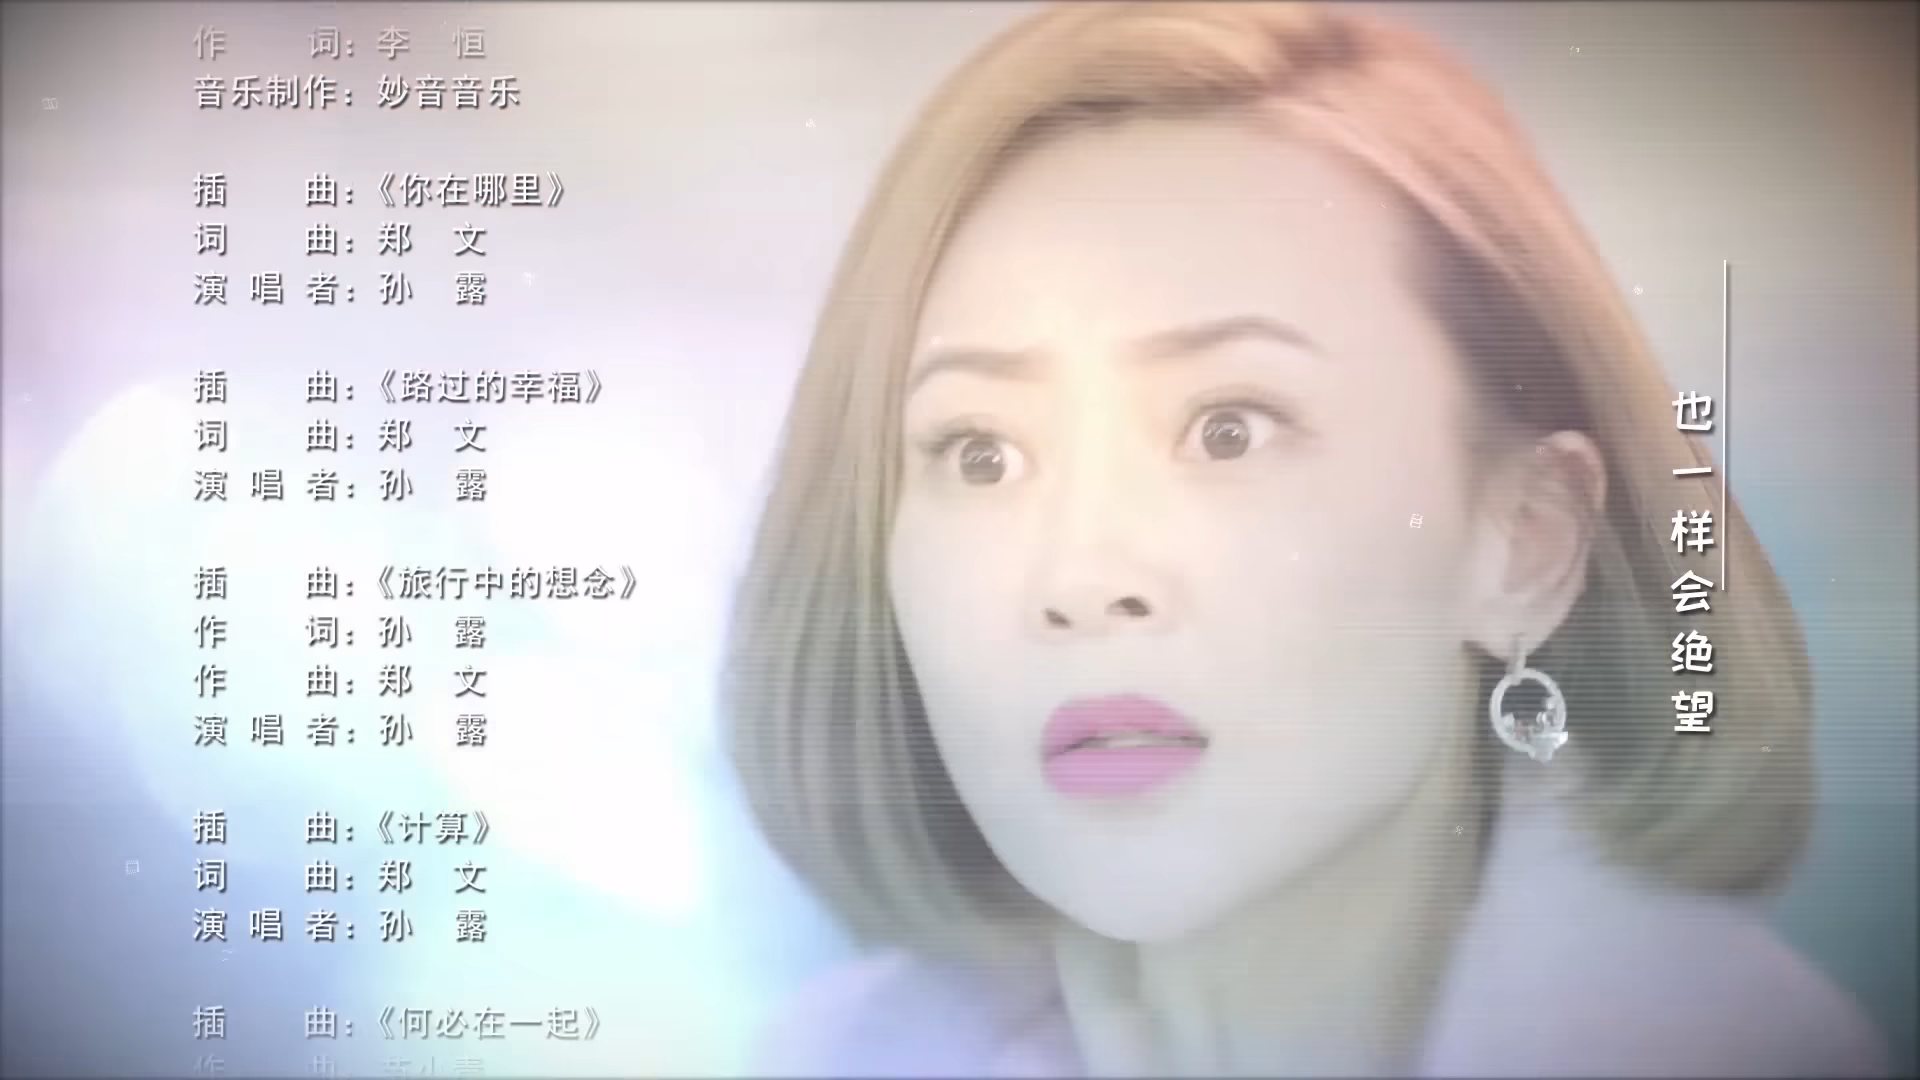 作 词：李 恒
音乐制作：妙音音乐
插 曲：《你在哪里》
词 曲：郑 文
演 唱 者：孙 露
插 曲：《路过的幸福》
词 曲：郑 文
演 唱 者：孙 露
插 曲：《旅行中的想念》
作 词：孙 露
作 曲：郑 文
演 唱 者：孙 露
插 曲：《计算》
词 曲：郑 文
演 唱 者：孙 露
插 曲：《何必在一起》
作 曲：
也一样会绝望